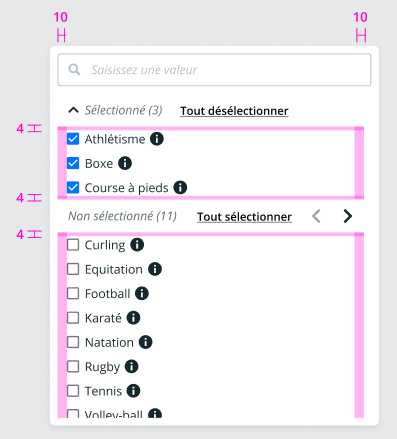 10 10
Saisissez une valeur
Sélectionné (3) Tout désélectionner
4
Athlétisme
Boxe
Course à pieds
4
Non sélectionné (11) Tout sélectionner
4
Curling
Equitation
Football
Karaté
Natation
Rugby
Tennis
Volley-ball